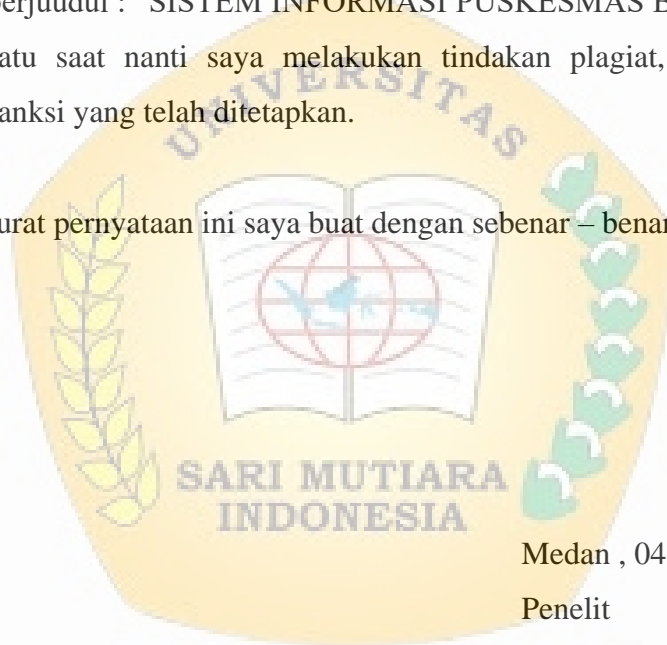 berjuudul : " SISTEM INFORMASI PUSKESMAS
atu saat nanti saya melakukan tindakan plagiat,
anksi yang telah ditetapkan.
UNIVERSITAS
urat pernyataan ini saya buat dengan sebenar – benar
SARI MUTIARA
INDONESIA
Medan , 04
Penelit